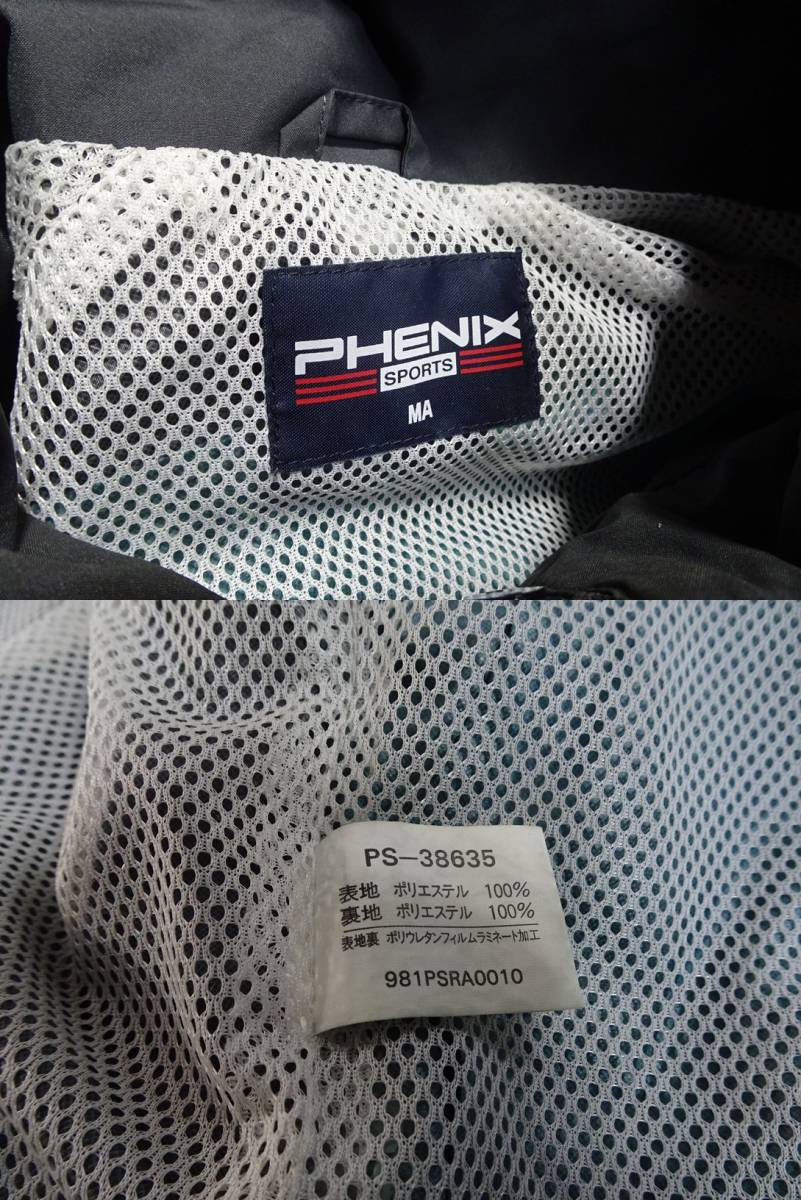 PHENIX
SPORTS
MA
PS-38635
表地 ポリエステル 100%
裏地 ポリエステル 100%
表地裏 ポリウレタンフィルムラミネート加工
981PSRA0010